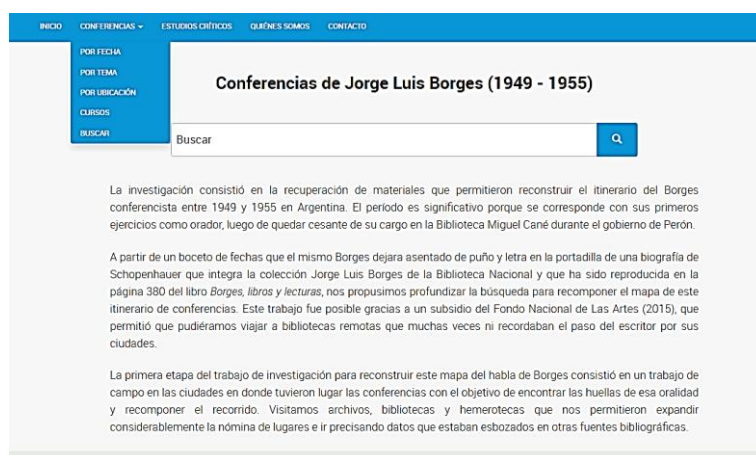 INICIO CONFERENCIAS ESTUDIOS CRÍTICOS QUIÉNES SOMOS CONTACTO
POR FECHA
POR TEMA
POR UBICACIÓN
CURSOS
BUSCAR
Conferencias de Jorge Luis Borges (1949 - 1955)
Buscar
La investigación consistió en la recuperación de materiales que permitieron reconstruir el itinerario del Borges
conferencista entre 1949 y 1955 en Argentina. El período es significativo porque se corresponde con sus primeros
ejercicios como orador, luego de quedar cesante de su cargo en la Biblioteca Miguel Cané durante el gobierno de Perón.
A partir de un boceto de fechas que el mismo Borges dejara asentado de puño y letra en la portadilla de una biografía de
Schopenhauer que integra la colección Jorge Luis Borges de la Biblioteca Nacional y que ha sido reproducida en la
página 380 del libro Borges, libros y lecturas, nos propusimos profundizar la búsqueda para recomponer el mapa de este
itinerario de conferencias. Este trabajo fue posible gracias a un subsidio del Fondo Nacional de Las Artes (2015), que
permitió que pudiéramos viajar a bibliotecas remotas que muchas veces ni recordaban el paso del escritor por sus
ciudades.
La primera etapa del trabajo de investigación para reconstruir este mapa del habla de Borges consistió en un trabajo de
campo en las ciudades en donde tuvieron lugar las conferencias con el objetivo de encontrar las huellas de esa oralidad
y recomponer el recorrido. Visitamos archivos, bibliotecas y hemerotecas que nos permitieron expandir
considerablemente la nómina de lugares e ir precisando datos que estaban esbozados en otras fuentes bibliográficas.